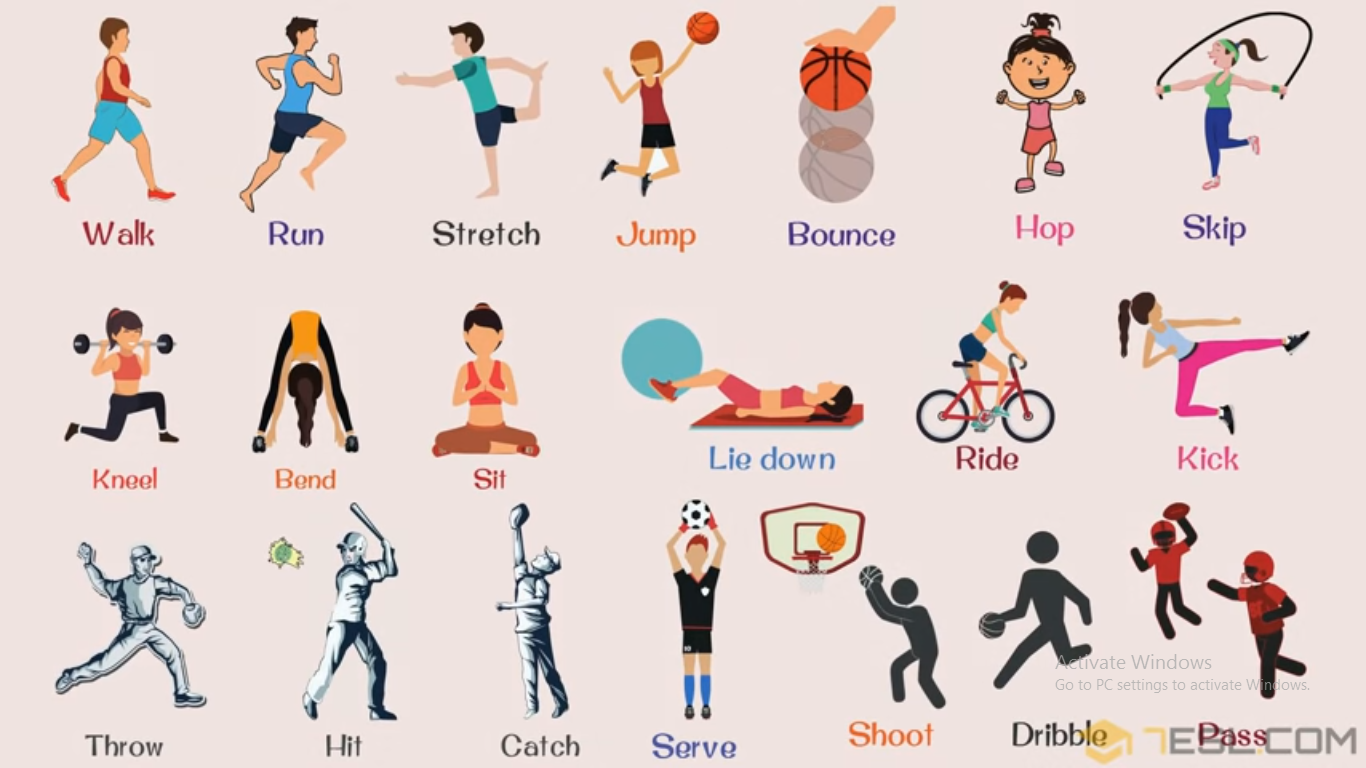 Walk
Run
Stretch
Jump
Bounce
Hop
Skip
Kneel
Bend
Sit
Lie down
Ride
Kick
Throw
Hit
Catch
Serve
Shoot
Dribble
Pass
10
Activate Windows
Go to PC settings to activate Windows.
7ESL.COM